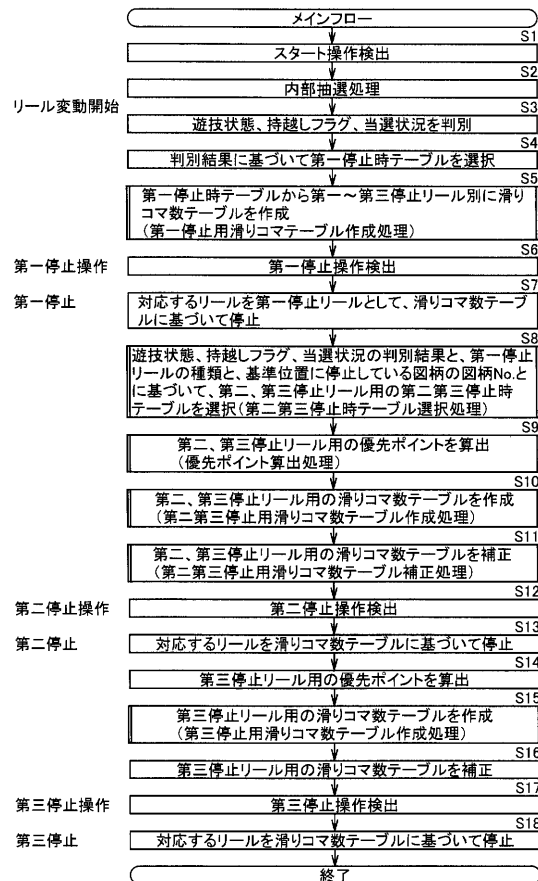 メインフロー
S1
スタート操作検出
S2
内部抽選処理
リール変動開始
S3
遊技状態、持越しフラグ、当選状況を判別
S4
判別結果に基づいて第一停止時テーブルを選択
S5
第一停止時テーブルから第一～第三停止リール別に滑り
コマ数テーブルを作成
(第一停止用滑りコマテーブル作成処理)
S6
第一停止操作
第一停止操作検出
S7
第一停止
対応するリールを第一停止リールとして、滑りコマ数テーブ
ルに基づいて停止
S8
遊技状態、持越しフラグ、当選状況の判別結果と、第一停止
リールの種類と、基準位置に停止している図柄の図柄No.と
に基づいて、第二、第三停止リール用の第二第三停止時
テーブルを選択(第二第三停止時テーブル選択処理)
S9
第二、第三停止リール用の優先ポイントを算出
(優先ポイント算出処理)
S10
第二、第三停止リール用の滑りコマ数テーブルを作成
(第二第三停止用滑りコマ数テーブル作成処理)
S11
第二、第三停止リール用の滑りコマ数テーブルを補正
(第二第三停止用滑りコマ数テーブル補正処理)
S12
第二停止操作
第二停止操作検出
S13
第二停止
対応するリールを滑りコマ数テーブルに基づいて停止
S14
第三停止リール用の優先ポイントを算出
S15
第三停止リール用の滑りコマ数テーブルを作成
(第三停止用滑りコマ数テーブル作成処理)
S16
第三停止リール用の滑りコマ数テーブルを補正
S17
第三停止操作
第三停止操作検出
S18
第三停止
対応するリールを滑りコマ数テーブルに基づいて停止
終了